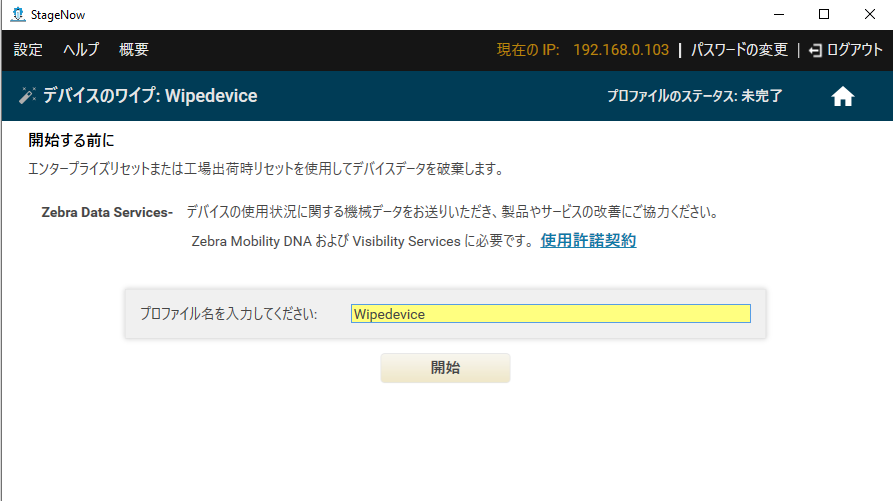 StageNow
設定 ヘルプ 概要 現在の IP: 192.168.0.103 | パスワードの変更 | ログアウト
デバイスのワイプ: Wipedevice プロファイルのステータス: 未完了
開始する前に
エンタープライズリセットまたは工場出荷時リセットを使用してデバイスデータを破棄します。
Zebra Data Services- デバイスの使用状況に関する機械データをお送りいただき、製品やサービスの改善にご協力ください。
Zebra Mobility DNA および Visibility Services に必要です。 使用許諾契約
プロファイル名を入力してください: Wipedevice
開始